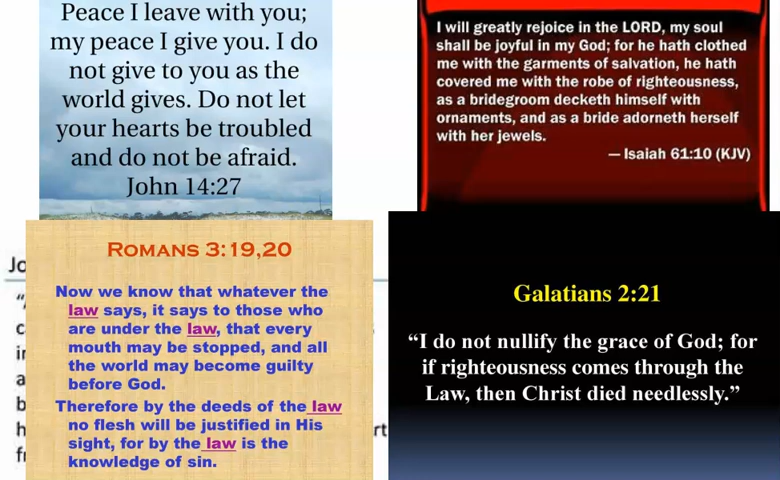 Peace I leave with you;
my peace I give you. I do
not give to you as the
world gives. Do not let
your hearts be troubled
and do not be afraid.
John 14:27
I will greatly rejoice in the LORD, my soul
shall be joyful in my God; for he hath clothed
me with the garments of salvation, he hath
covered me with the robe of righteousness,
as a bridegroom decketh himself with
ornaments, and as a bride adorneth herself
with her jewels.
— Isaiah 61:10 (KJV)
ROMANS 3:19,20
Now we know that whatever the
law says, it says to those who
are under the law, that every
mouth may be stopped, and all
the world may become guilty
before God.
Therefore by the deeds of the law
no flesh will be justified in His
sight, for by the law is the
knowledge of sin.
Galatians 2:21
“I do not nullify the grace of God; for
if righteousness comes through the
Law, then Christ died needlessly.”